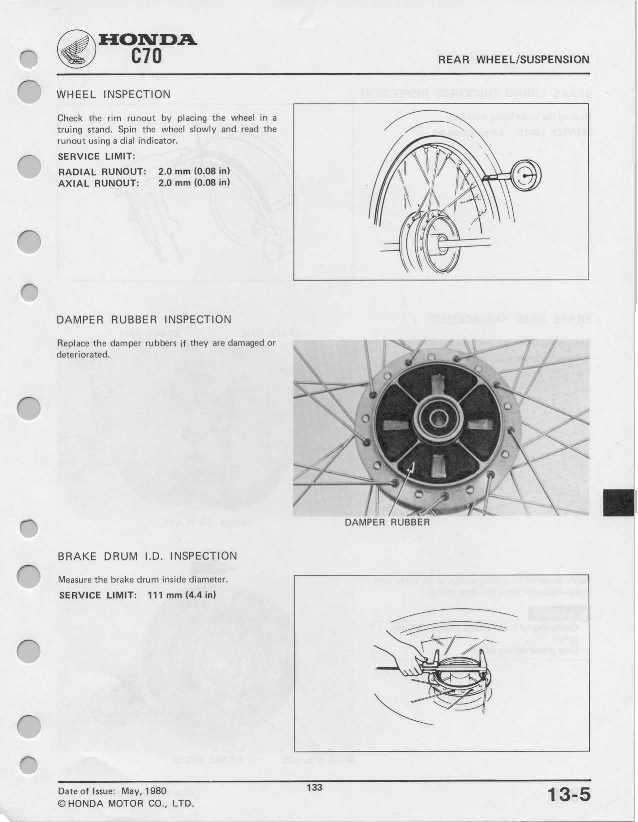 HONDA
C70
REAR WHEEL/SUSPENSION
WHEEL INSPECTION
Check the rim runout by placing the wheel in a
truing stand. Spin the wheel slowly and read the
runout using a dial indicator.
SERVICE LIMIT:
RADIAL RUNOUT: 2.0 mm (0.08 in)
AXIAL RUNOUT: 2.0 mm (0.08 in)
DAMPER RUBBER INSPECTION
Replace the damper rubbers if they are damaged or
deteriorated.
DAMPER RUBBER
BRAKE DRUM I.D. INSPECTION
Measure the brake drum inside diameter.
SERVICE LIMIT: 111 mm (4.4 in)
Date of Issue: May, 1980
© HONDA MOTOR CO., LTD.
133
13-5